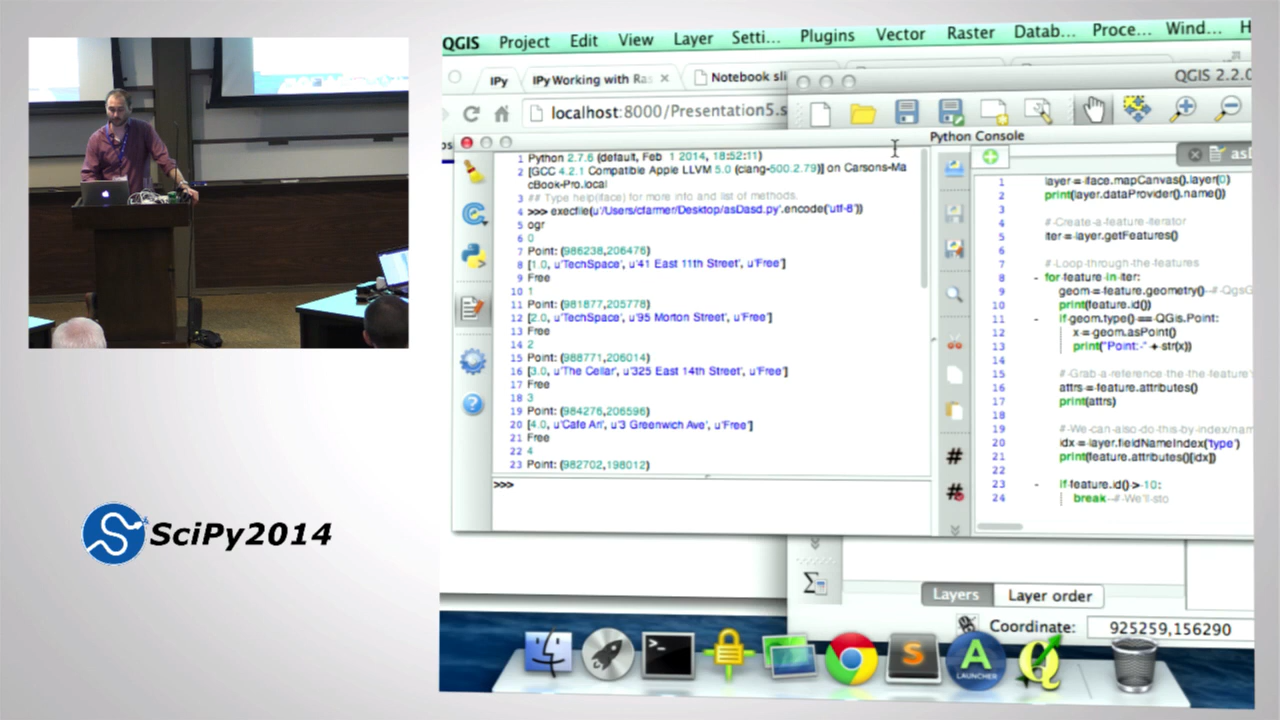 QGIS Project Edit View Layer Setti... Plugins Vector Raster Datab... Proce... Wind... H
IPy IPy Working with Ras × Notebook sli
QGIS 2.2.0
localhost:8000/Presentation5.s
Python Console
1 Python 2.7.6 (default, Feb 1 2014, 18:52:11)
2 [GCC 4.2.1 Compatible Apple LLVM 5.0 (clang-500.2.79)] on Carsons-Ma
cBook-Pro.local
3 ## Type help(iface) for more info and list of methods.
4 >>> execfile(u'/Users/cfarmer/Desktop/asDasd.py'.encode('utf-8'))
5 ogr
6 0
7 Point: (986238,206476)
8 [1.0, u'TechSpace', u'41 East 11th Street', u'Free']
9 Free
10 1
11 Point: (981877,205778)
12 [2.0, u'TechSpace', u'95 Morton Street', u'Free']
13 Free
14 2
15 Point: (988771,206014)
16 [3.0, u'The Cellar', u'325 East 14th Street', u'Free']
17 Free
18 3
19 Point: (984276,206596)
20 [4.0, u'Cafe Ari', u'3 Greenwich Ave', u'Free']
21 Free
22 4
23 Point: (982702,198012)
>>>
asD
1 layer = iface.mapCanvas().layer(0)
2 print(layer.dataProvider().name())
3
4 # Create a feature iterator
5 iter = layer.getFeatures()
6
7 # Loop through the features
8 for feature in iter:
9 geom = feature.geometry() # QgsG
10 print(feature.id())
11 if geom.type() == QGis.Point:
12 x = geom.asPoint()
13 print("Point: " + str(x))
14
15 # Grab a reference the the feature's
16 attrs = feature.attributes()
17 print(attrs)
18
19 # We can also do this by index/nam
20 idx = layer.fieldNameIndex('type')
21 print(feature.attributes()[idx])
22
23 if feature.id() > 10:
24 break # We'll sto
Layers Layer order
Coordinate: 925259,156290
LAUNCHER
SciPy2014